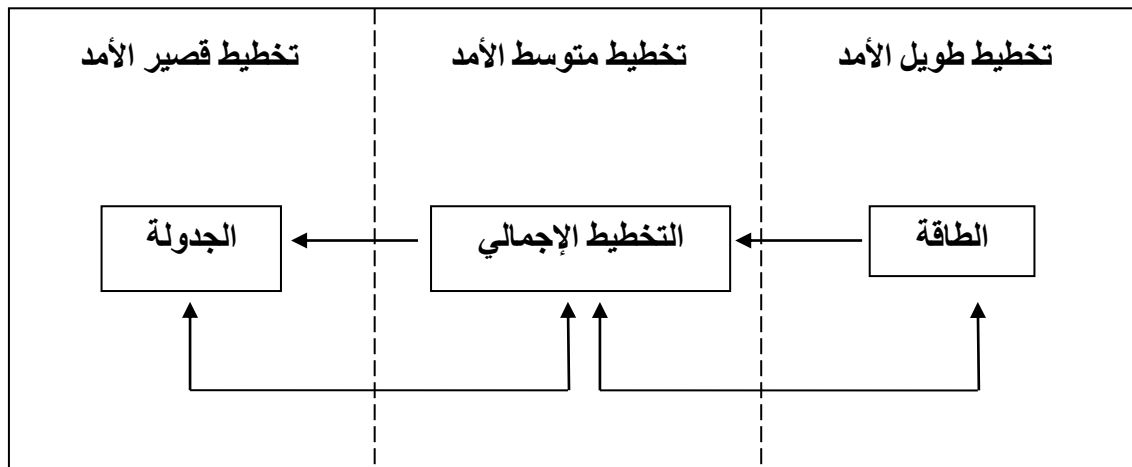 تخطيط طويل الأمد
تخطيط متوسط الأمد
تخطيط قصير الأمد
الطاقة
التخطيط الإجمالي
الجدولة